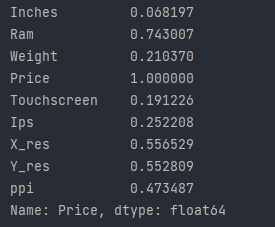 Inches 0.068197
Ram 0.743007
Weight 0.210370
Price 1.000000
Touchscreen 0.191226
Ips 0.252208
X_res 0.556529
Y_res 0.552809
ppi 0.473487
Name: Price, dtype: float64